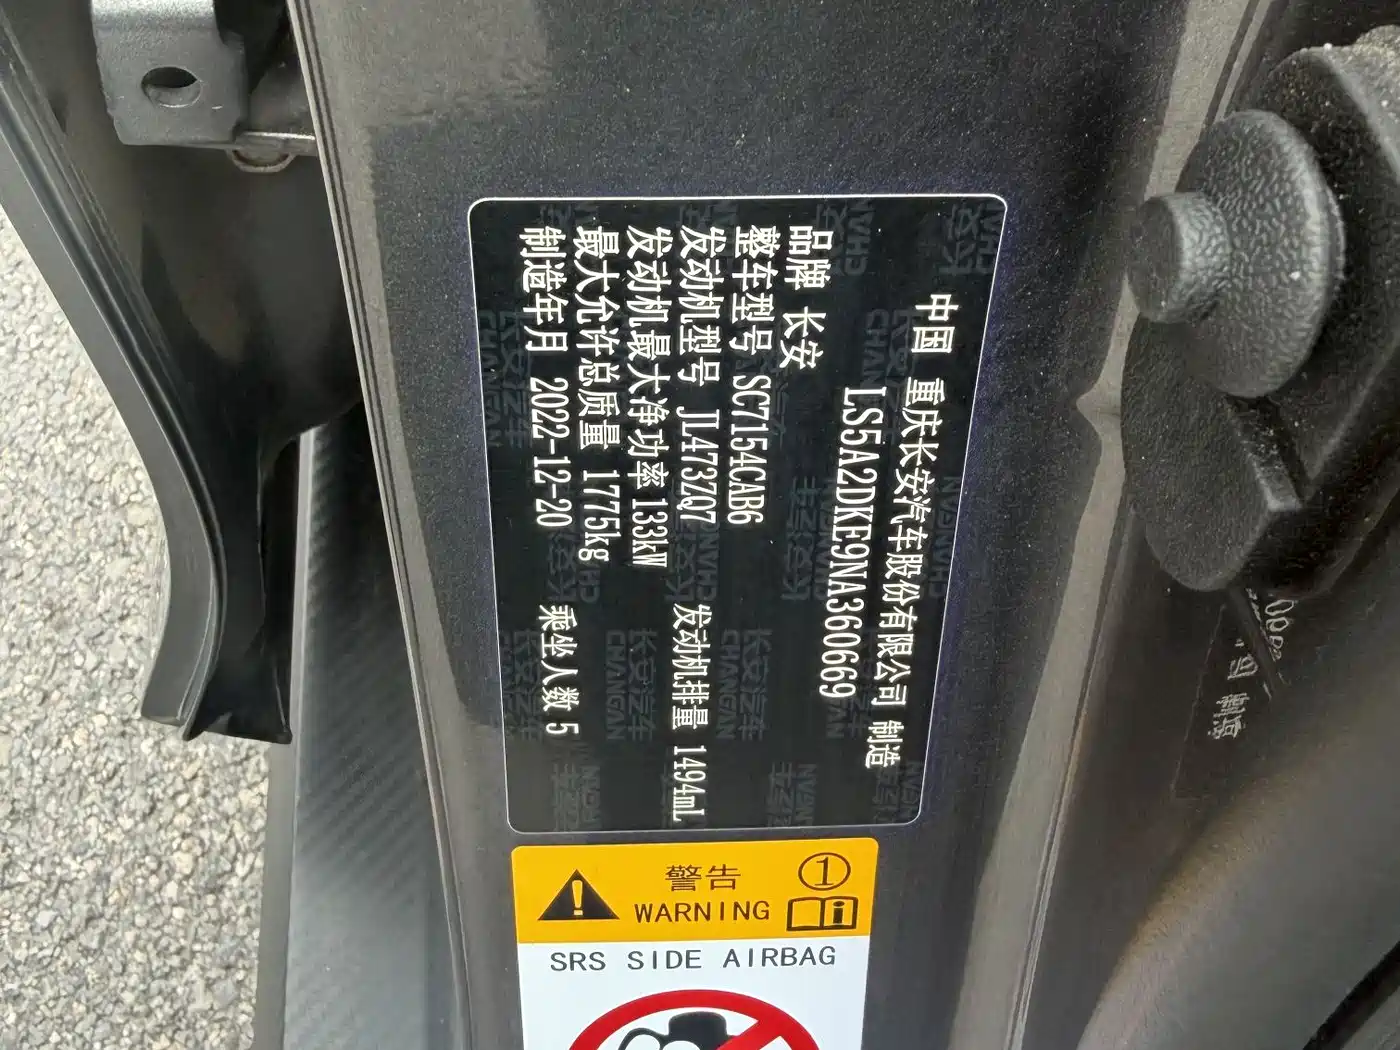 中国 重庆长安汽车股份有限公司 制造
LS5A2DKE9NA360669
品牌 长安
整车型号 SC7154CAB6
发动机型号 JL473ZQ7 发动机排量 1494mL
发动机最大净功率 133kW
最大允许总质量 1775kg
制造年月 2022-12-20 乘坐人数 5
警告 1
WARNING
SRS SIDE AIRBAG